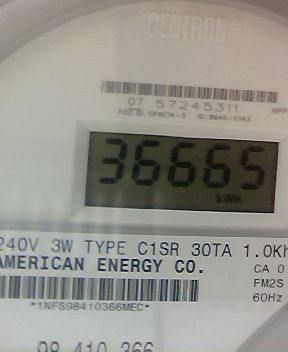 CENTRON®
07 57245311
36665
kWh
240V 3W TYPE C1SR 30TA 1.0Kh
AMERICAN ENERGY CO.
CA 0
FM2S
60Hz
*1NFS98410366MEC*
98 410 366